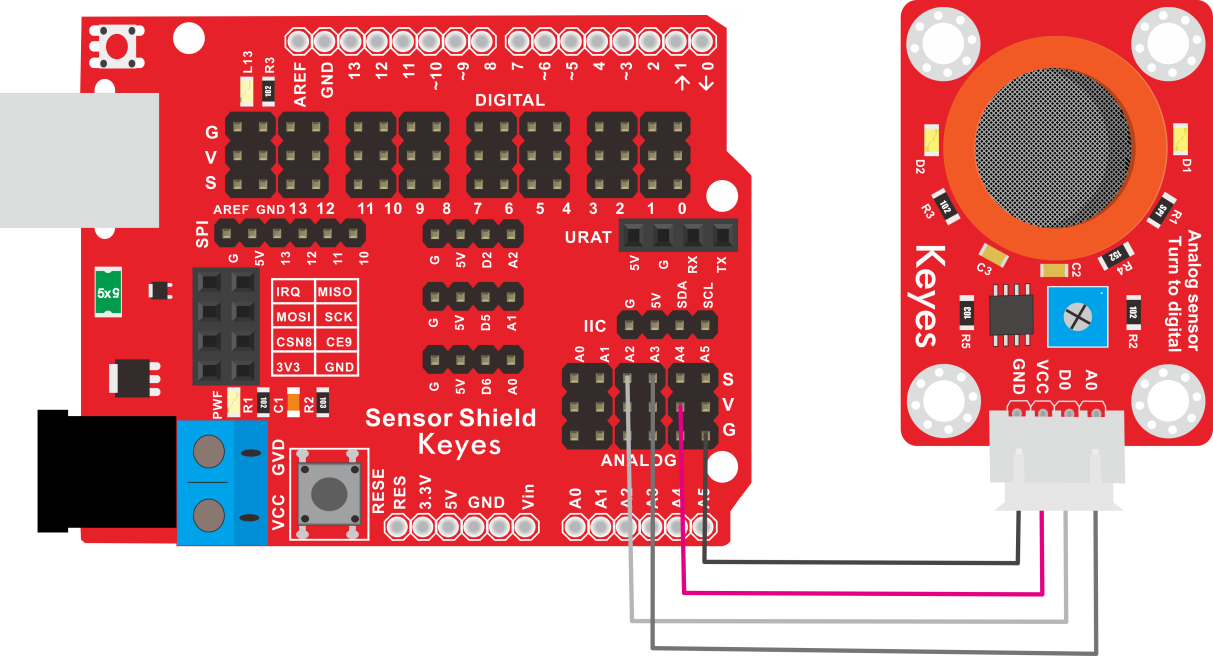 L13
R3
AREF
GND
13
12
11
~10
~9
8
7
~6
~5
4
~3
2
→1
←0
DIGITAL
G
V
S
AREF GND 13 12 11 10 9 8 7 6 5 4 3 2 1 0
SPI
G 5V 13 12 11 10
G 5V D2 A2
URAT
5V G RX TX
5x5
IRQ MISO
MOSI SCK
CSN8 CE9
3V3 GND
G 5V D5 A1
G 5V SDA SCL
IIC
G 5V D6 A0
A0 A1 A2 A3 A4 A5
S
V
G
ANALOG
PWF
R1
102
C1
R2
103
Sensor Shield
Keyes
GVD
VCC
RESE
RES 3.3V 5V GND Vin
A0 A1 A2 A3 A4 A5
102
D2
D1
R3
102
R1
C3
C2
R4
152
Keyes
Analog sensor
Turn to digital
R5
R2
102
GND VCC D0 A0